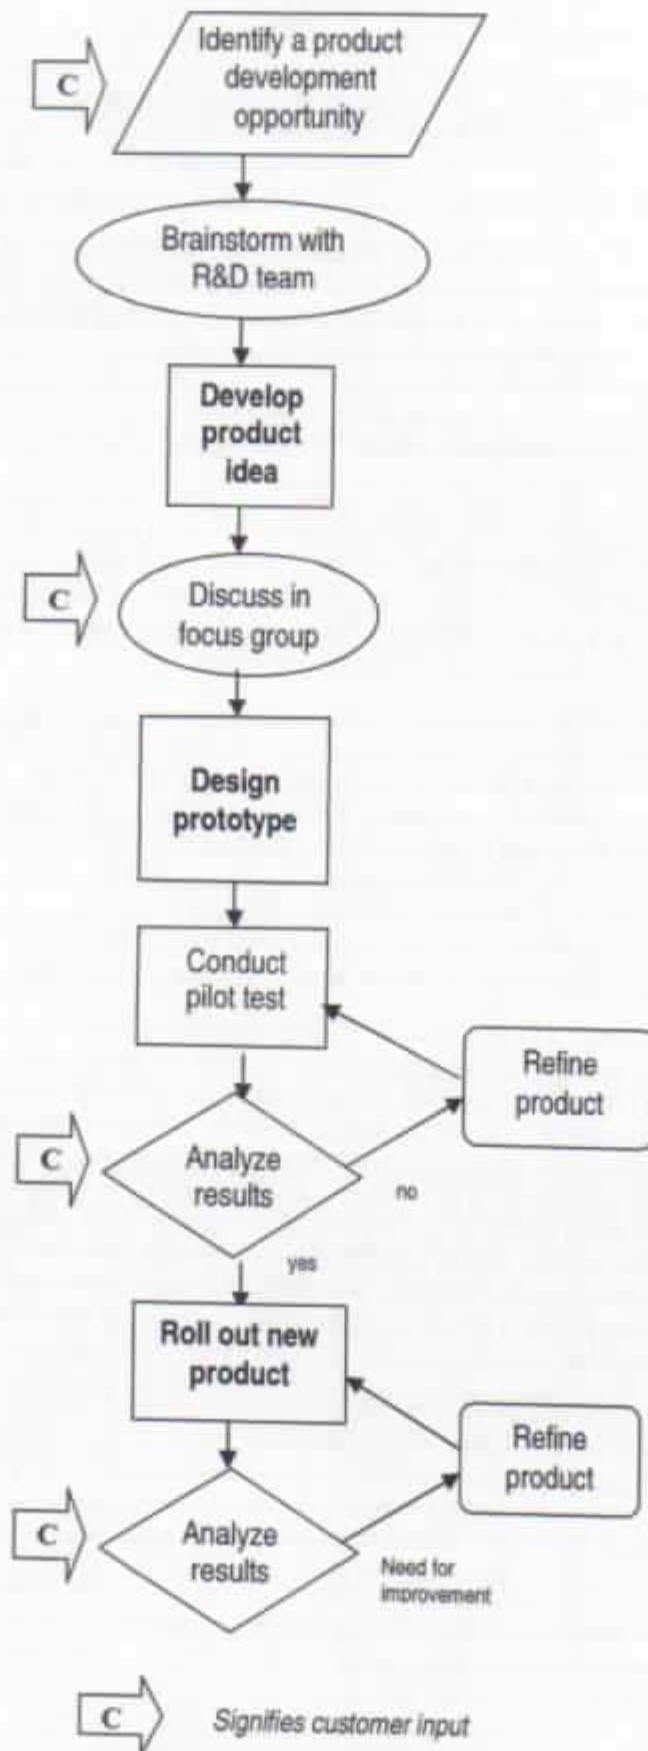 C
Identify a product
development
opportunity
Brainstorm with
R&D team
Develop
product
idea
C
Discuss in
focus group
Design
prototype
Conduct
pilot test
Refine
product
C
Analyze
results
no
yes
Roll out new
product
Refine
product
C
Analyze
results
Need for
improvement
C
Signifies customer input